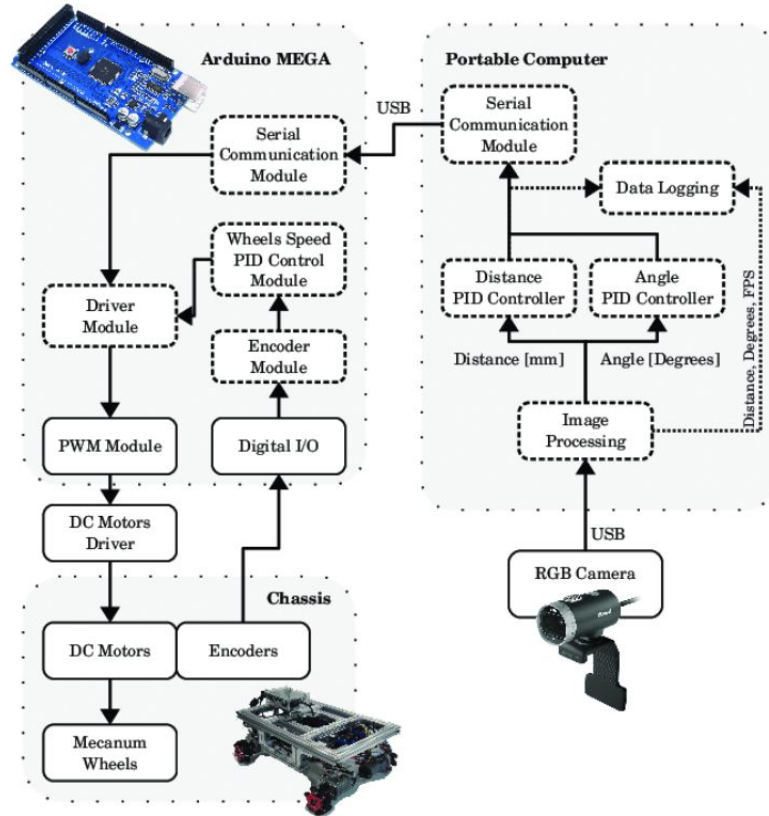 Arduino MEGA
Serial
Communication
Module
Wheels Speed
PID Control
Module
Driver
Module
Encoder
Module
PWM Module
Digital I/O
DC Motors
Driver
Chassis
DC Motors
Encoders
Mecanum
Wheels
USB
Portable Computer
Serial
Communication
Module
Data Logging
Distance
PID Controller
Angle
PID Controller
Distance [mm]
Angle [Degrees]
Distance, Degrees, FPS
Image
Processing
USB
RGB Camera